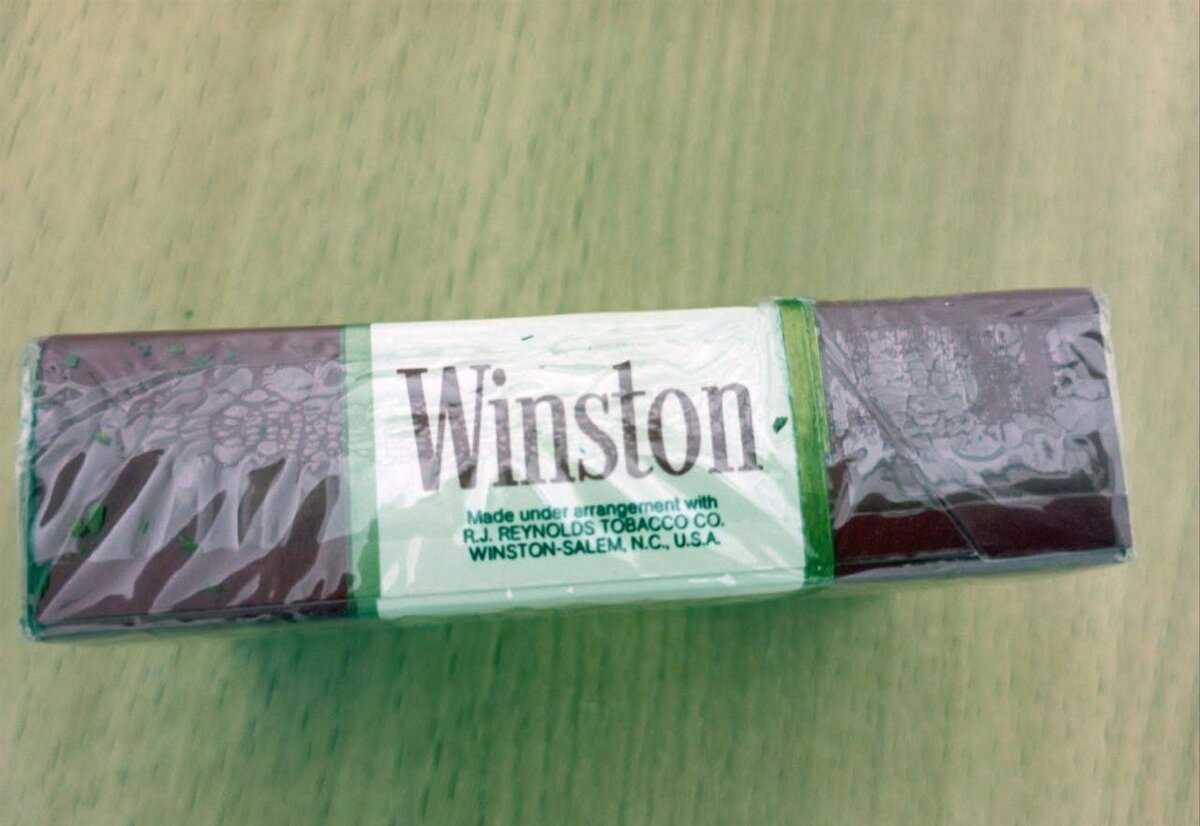 Winston
Made under arrangement with
R.J. REYNOLDS TOBACCO CO.
WINSTON-SALEM, N.C., U.S.A.